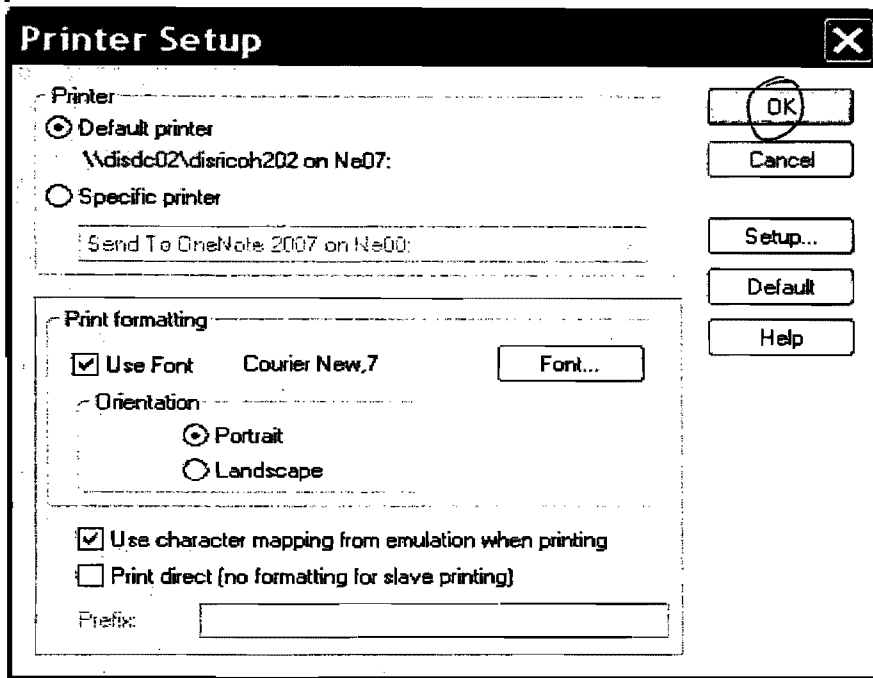 Printer Setup
Printer
Default printer
\\disdc02\disricoh202 on Ne07:
Specific printer
Send To OneNote 2007 on Ne00:
OK
Cancel
Setup...
Default
Help
Print formatting
Use Font Courier New,7 Font...
Orientation
Portrait
Landscape
Use character mapping from emulation when printing
Print direct (no formatting for slave printing)
Prefix: